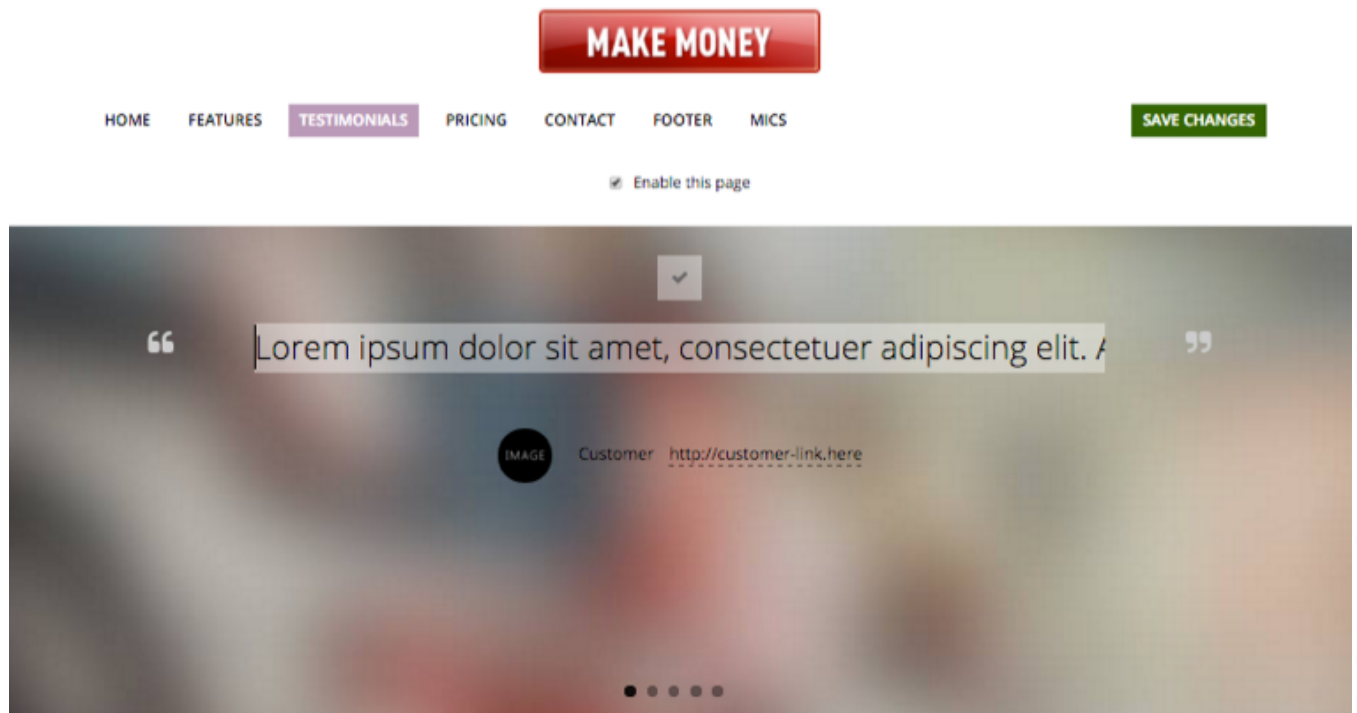 MAKE MONEY
HOME FEATURES TESTIMONIALS PRICING CONTACT FOOTER MICS SAVE CHANGES
Enable this page
“ Lorem ipsum dolor sit amet, consectetuer adipiscing elit. ”
IMAGE Customer http://customer-link.here